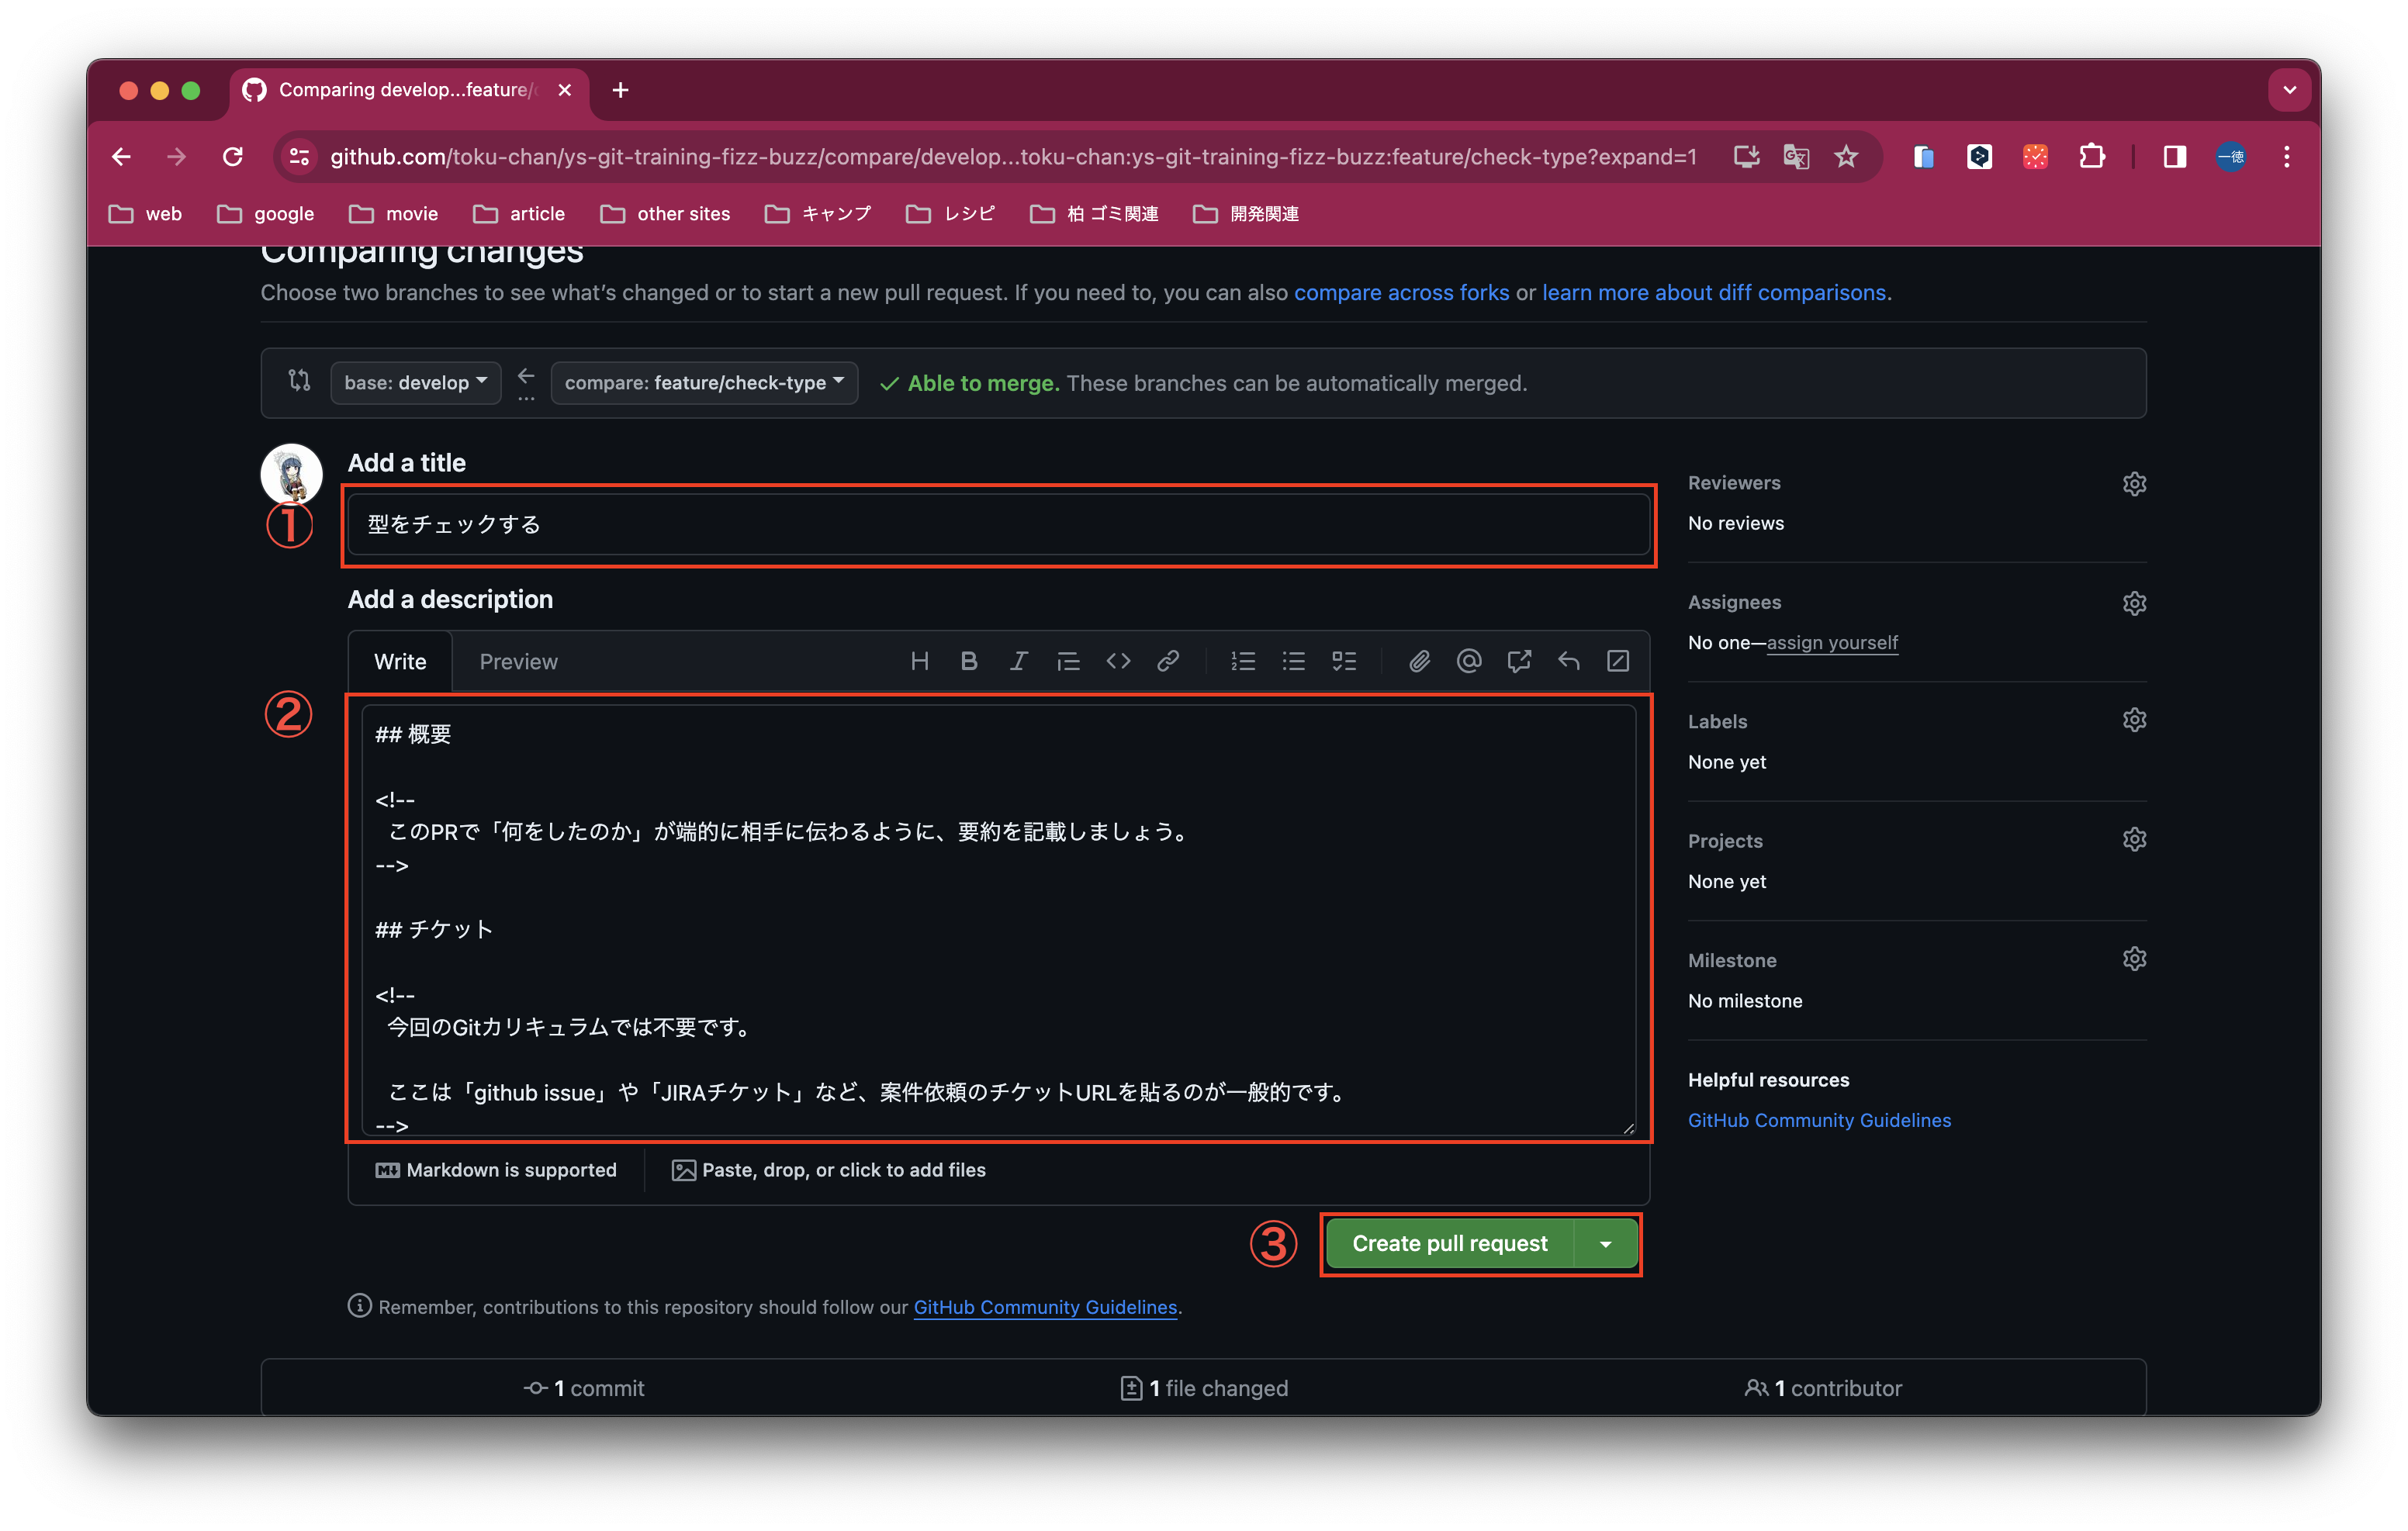 Comparing develop...feature/
github.com/toku-chan/ys-git-training-fizz-buzz/compare/develop...toku-chan:ys-git-training-fizz-buzz:feature/check-type?expand=1
一徳
web google movie article other sites キャンプ レシピ 柏 ゴミ関連 開発関連
Comparing changes
Choose two branches to see what's changed or to start a new pull request. If you need to, you can also compare across forks or learn more about diff comparisons.
base: develop ... compare: feature/check-type Able to merge. These branches can be automatically merged.
Add a title
①
型をチェックする
Add a description
Write Preview
②
## 概要
<!--
このPRで「何をしたのか」が端的に相手に伝わるように、要約を記載しましょう。
-->
## チケット
<!--
今回のGitカリキュラムでは不要です。
ここは「github issue」や「JIRAチケット」など、案件依頼のチケットURLを貼るのが一般的です。
-->
Markdown is supported
Paste, drop, or click to add files
③
Create pull request
Remember, contributions to this repository should follow our GitHub Community Guidelines.
Reviewers
No reviews
Assignees
No one—assign yourself
Labels
None yet
Projects
None yet
Milestone
No milestone
Helpful resources
GitHub Community Guidelines
1 commit
1 file changed
1 contributor